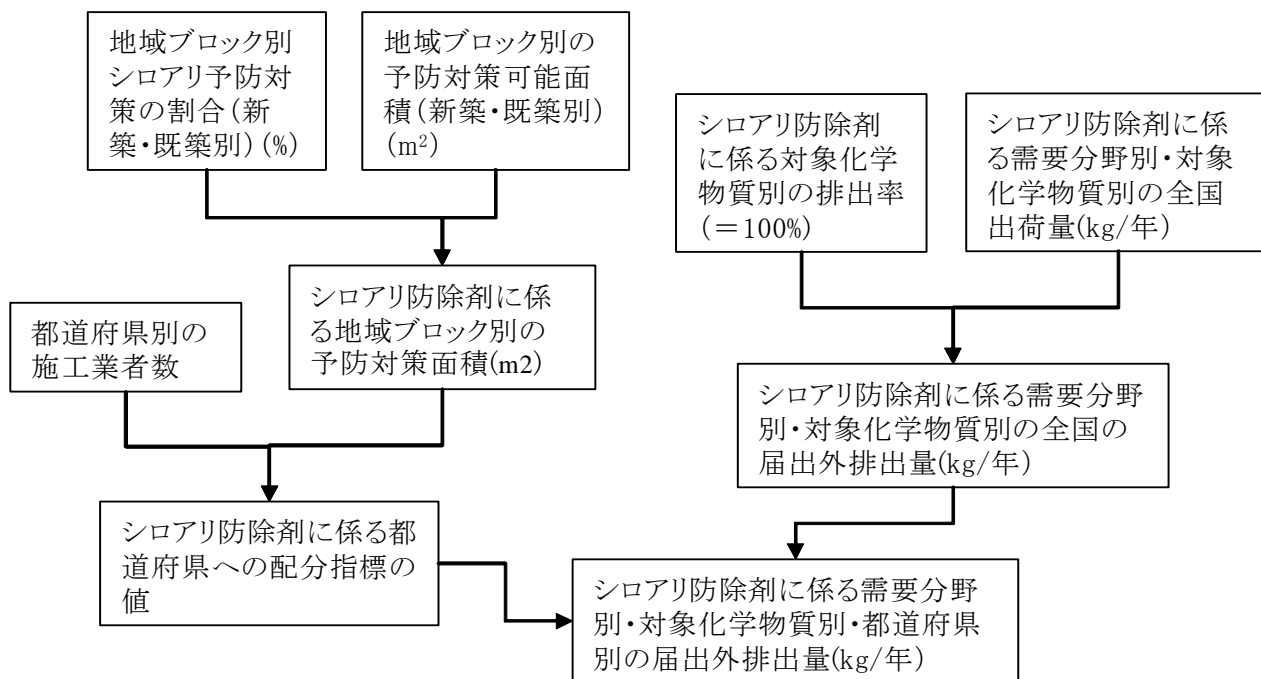 地域ブロック別
シロアリ予防対
策の割合(新
築・既築別)(%)
地域ブロック別の
予防対策可能面
積(新築・既築別)
(m²)
シロアリ防除剤
に係る対象化学
物質別の排出率
(=100%)
シロアリ防除剤に係
る需要分野別・対象
化学物質別の全国
出荷量(kg/年)
都道府県別の
施工業者数
シロアリ防除剤に係
る地域ブロック別の
予防対策面積(m2)
シロアリ防除剤に係る需要分野
別・対象化学物質別の全国の
届出外排出量(kg/年)
シロアリ防除剤に係る都
道府県への配分指標の
値
シロアリ防除剤に係る需要分野
別・対象化学物質別・都道府県
別の届出外排出量(kg/年)